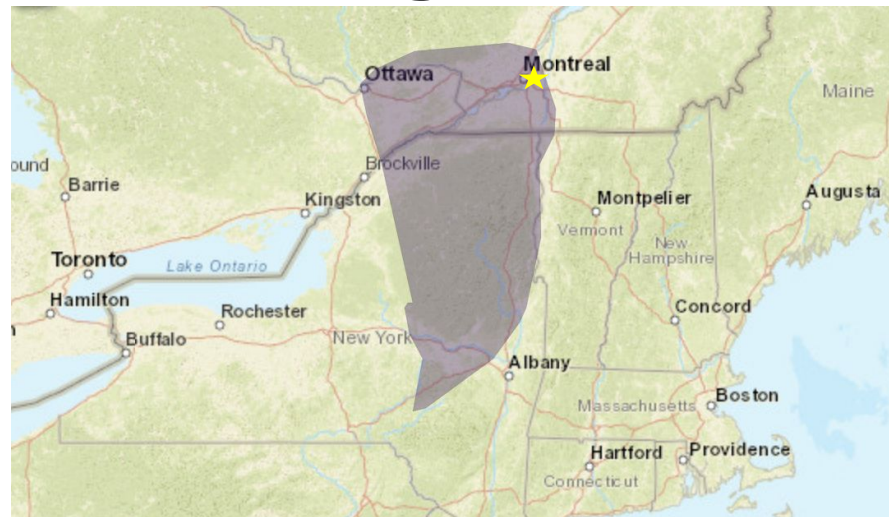 Ottawa
Montreal
Maine
ound
Brockville
Barrie
Kingston
Montpelier
Augusta
Vermont
New
Hampshire
Toronto
Lake Ontario
Hamilton
Rochester
Concord
n
Buffalo
New York
Albany
Boston
Massachusetts
Hartford
Providence
Connecticut